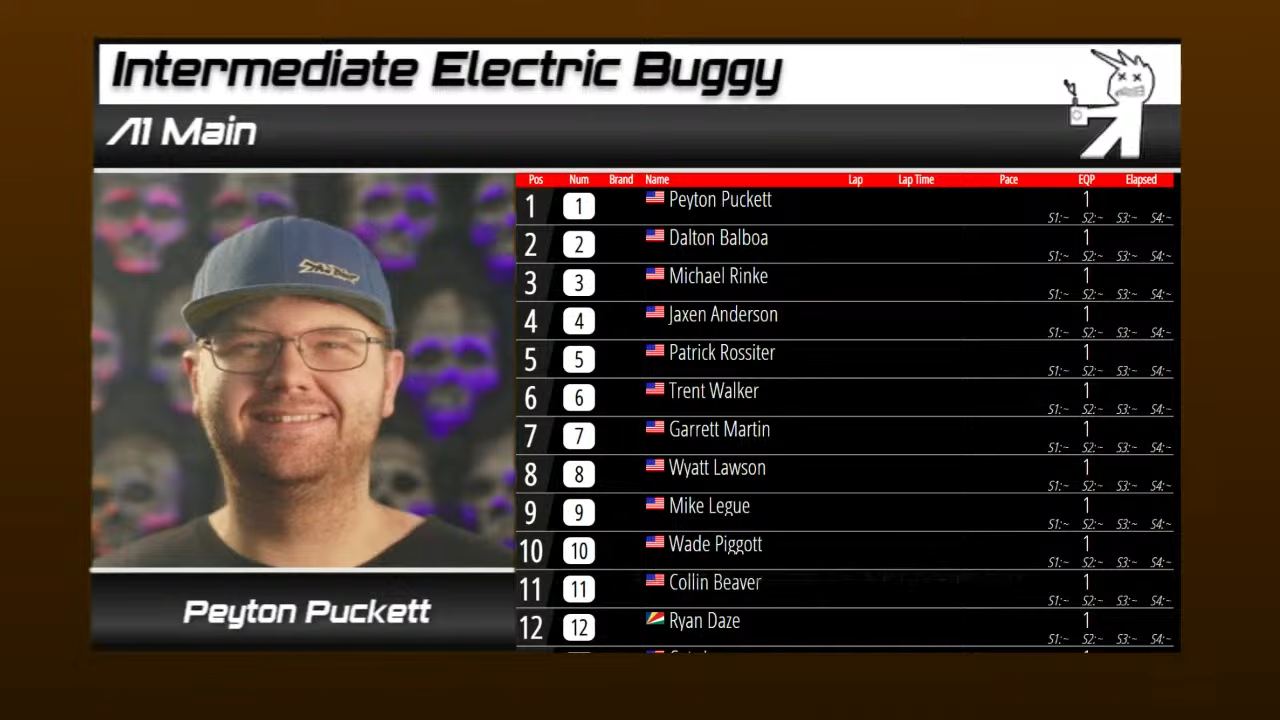 Intermediate Electric Buggy
A1 Main
Pos Num Brand Name Lap Lap Time Pace EQP Elapsed
1 1 Peyton Puckett 1
S1:~ S2:~ S3:~ S4:~
2 2 Dalton Balboa 1
S1:~ S2:~ S3:~ S4:~
3 3 Michael Rinke 1
S1:~ S2:~ S3:~ S4:~
4 4 Jaxen Anderson 1
S1:~ S2:~ S3:~ S4:~
5 5 Patrick Rossiter 1
S1:~ S2:~ S3:~ S4:~
6 6 Trent Walker 1
S1:~ S2:~ S3:~ S4:~
7 7 Garrett Martin 1
S1:~ S2:~ S3:~ S4:~
8 8 Wyatt Lawson 1
S1:~ S2:~ S3:~ S4:~
9 9 Mike Legue 1
S1:~ S2:~ S3:~ S4:~
10 10 Wade Piggott 1
S1:~ S2:~ S3:~ S4:~
11 11 Collin Beaver 1
S1:~ S2:~ S3:~ S4:~
12 12 Ryan Daze 1
S1:~ S2:~ S3:~ S4:~
Peyton Puckett